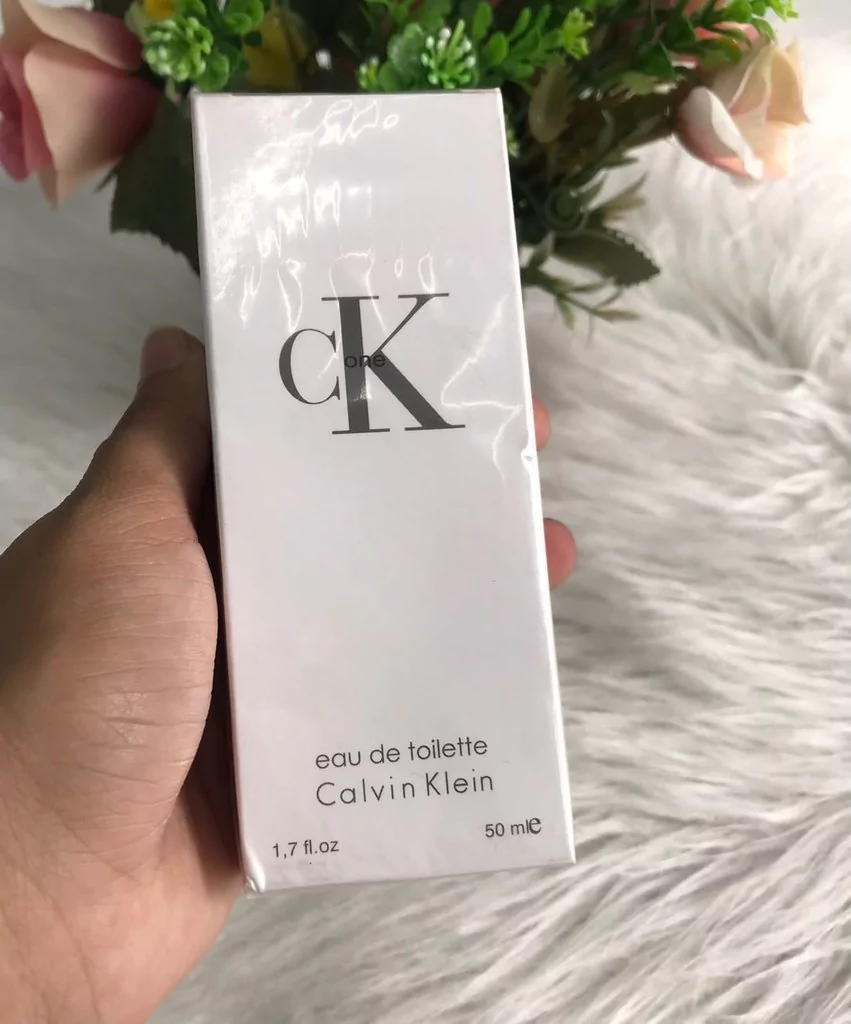 cK
one
eau de toilette
Calvin Klein
1,7 fl.oz
50 mle